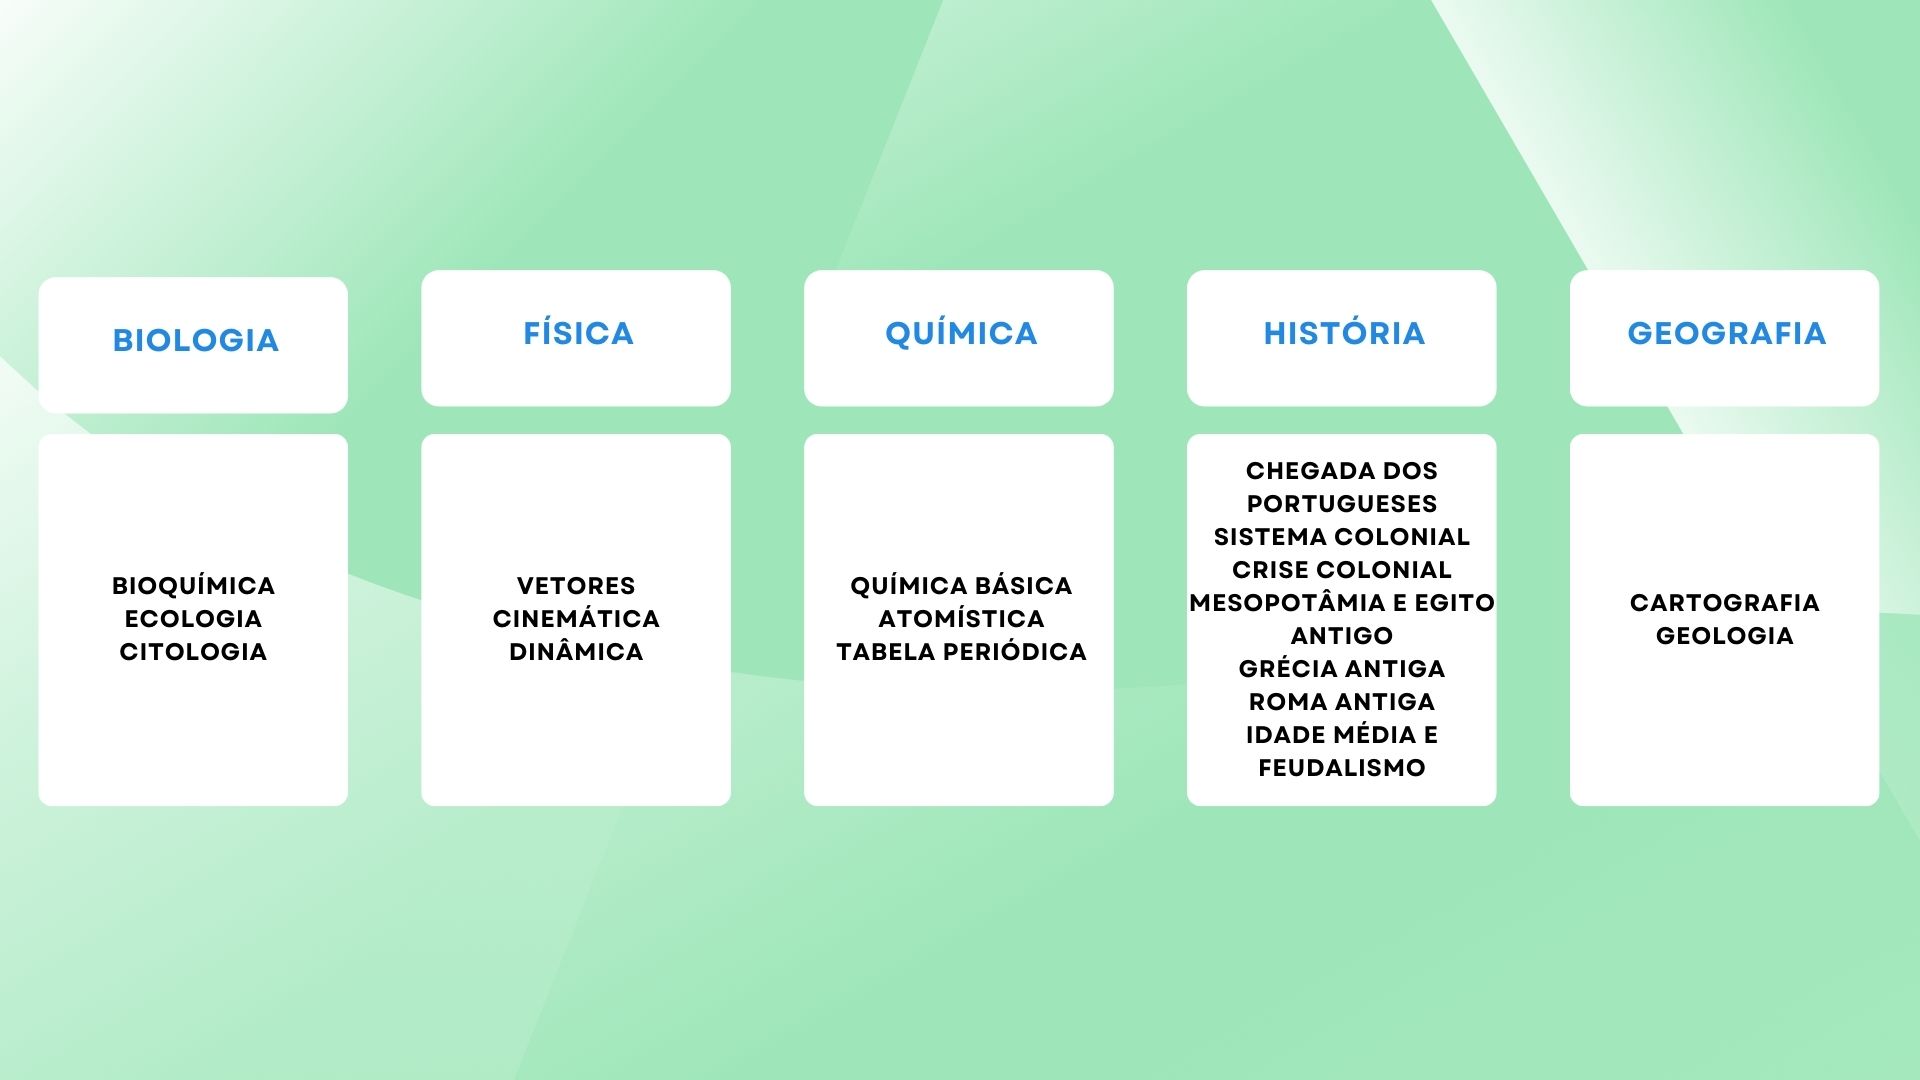 BIOLOGIA
BIOQUÍMICA
ECOLOGIA
CITOLOGIA
FÍSICA
VETORES
CINEMÁTICA
DINÂMICA
QUÍMICA
QUÍMICA BÁSICA
ATOMÍSTICA
TABELA PERIÓDICA
HISTÓRIA
CHEGADA DOS
PORTUGUESES
SISTEMA COLONIAL
CRISE COLONIAL
MESOPOTÂMIA E EGITO
ANTIGO
GRÉCIA ANTIGA
ROMA ANTIGA
IDADE MÉDIA E
FEUDALISMO
GEOGRAFIA
CARTOGRAFIA
GEOLOGIA